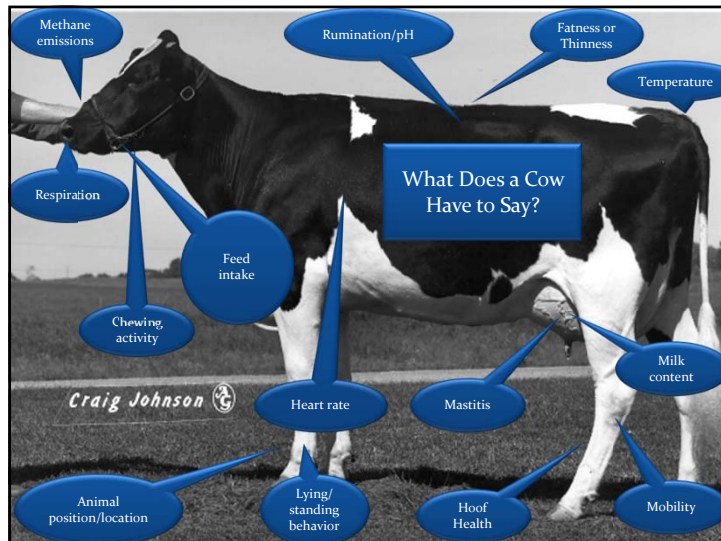 Methane
emissions
Rumination/pH
Fatness or
Thinness
Temperature
Respiration
What Does a Cow
Have to Say?
Feed
intake
Chewing
activity
Milk
content
Craig Johnson
Heart rate
Mastitis
Animal
position/location
Lying/
standing
behavior
Hoof
Health
Mobility